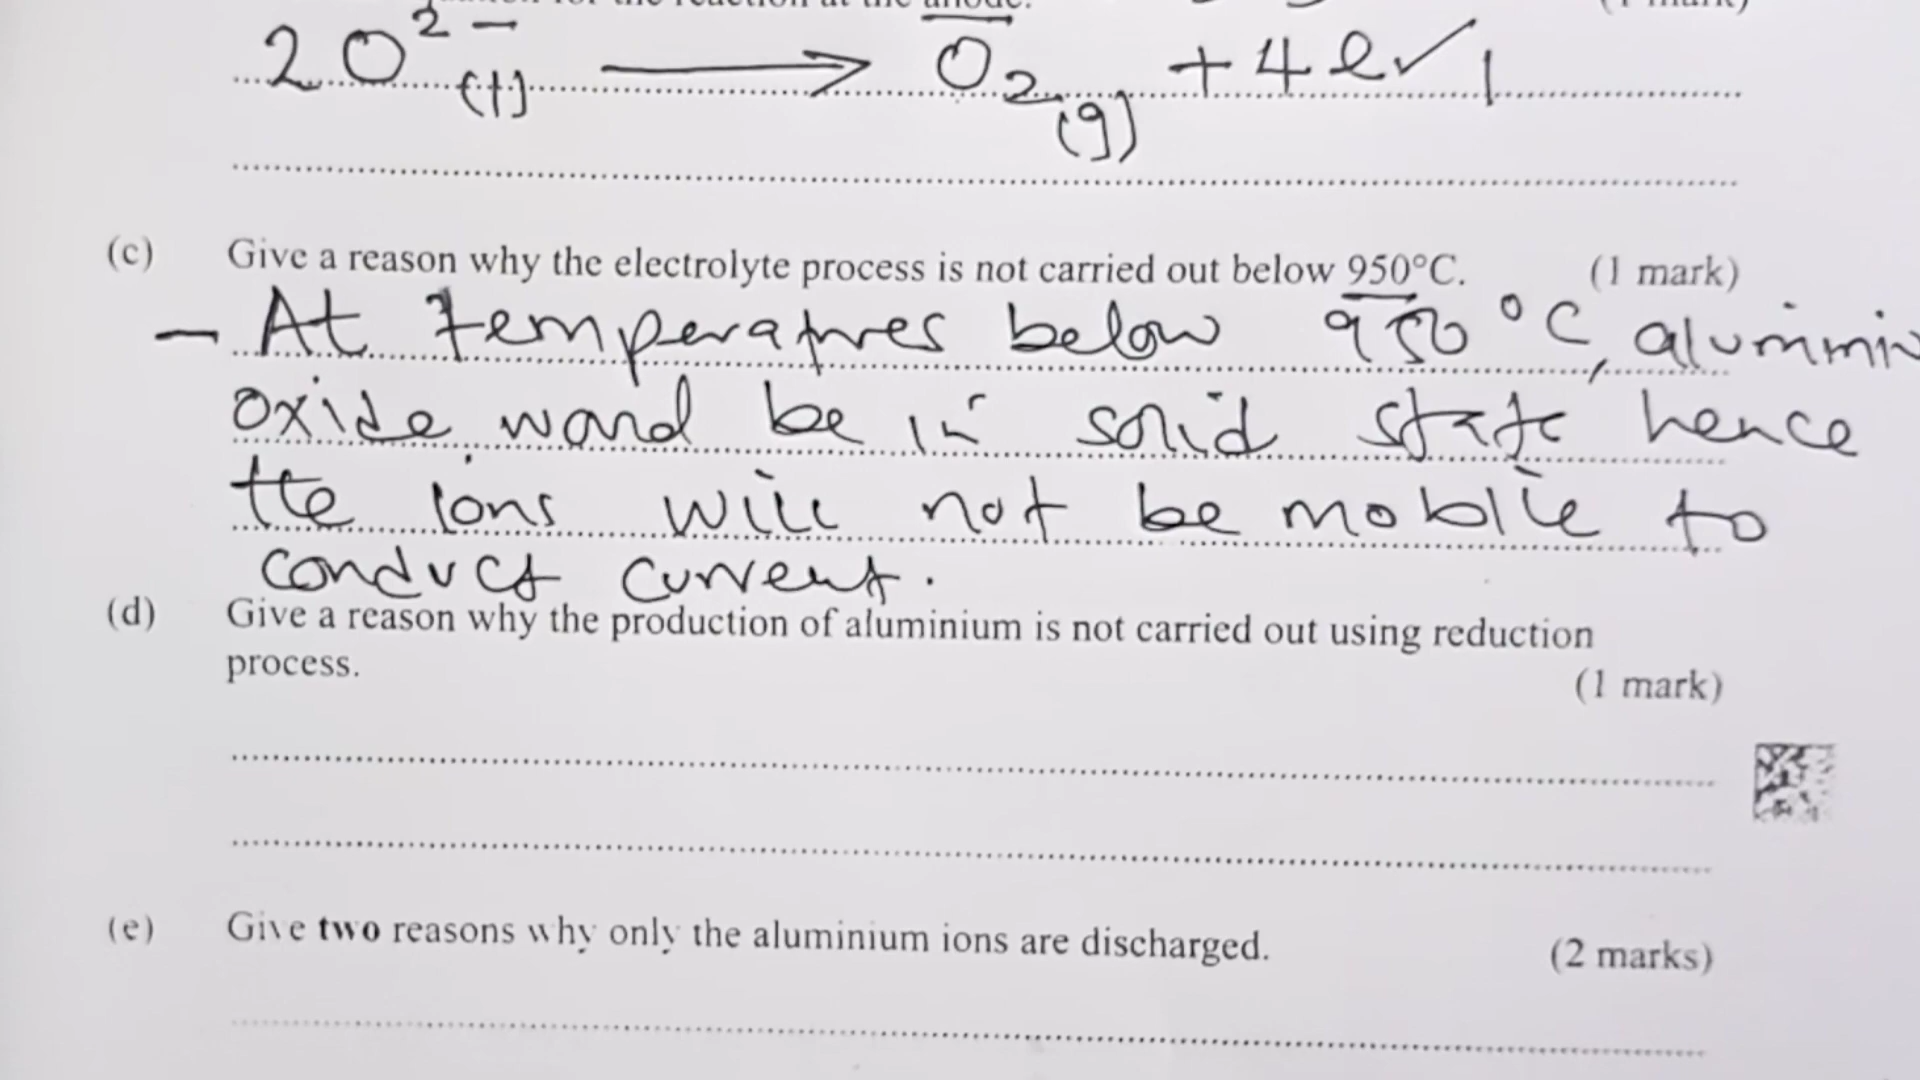 2O²⁻(l) → O₂(g) + 4e ✓ 1
(c) Give a reason why the electrolyte process is not carried out below 950°C. (1 mark)
- At temperatures below 950°C, aluminiu
oxide would be in solid state hence
the ions will not be mobile to
conduct current.
(d) Give a reason why the production of aluminium is not carried out using reduction
process. (1 mark)
(e) Give two reasons why only the aluminium ions are discharged. (2 marks)